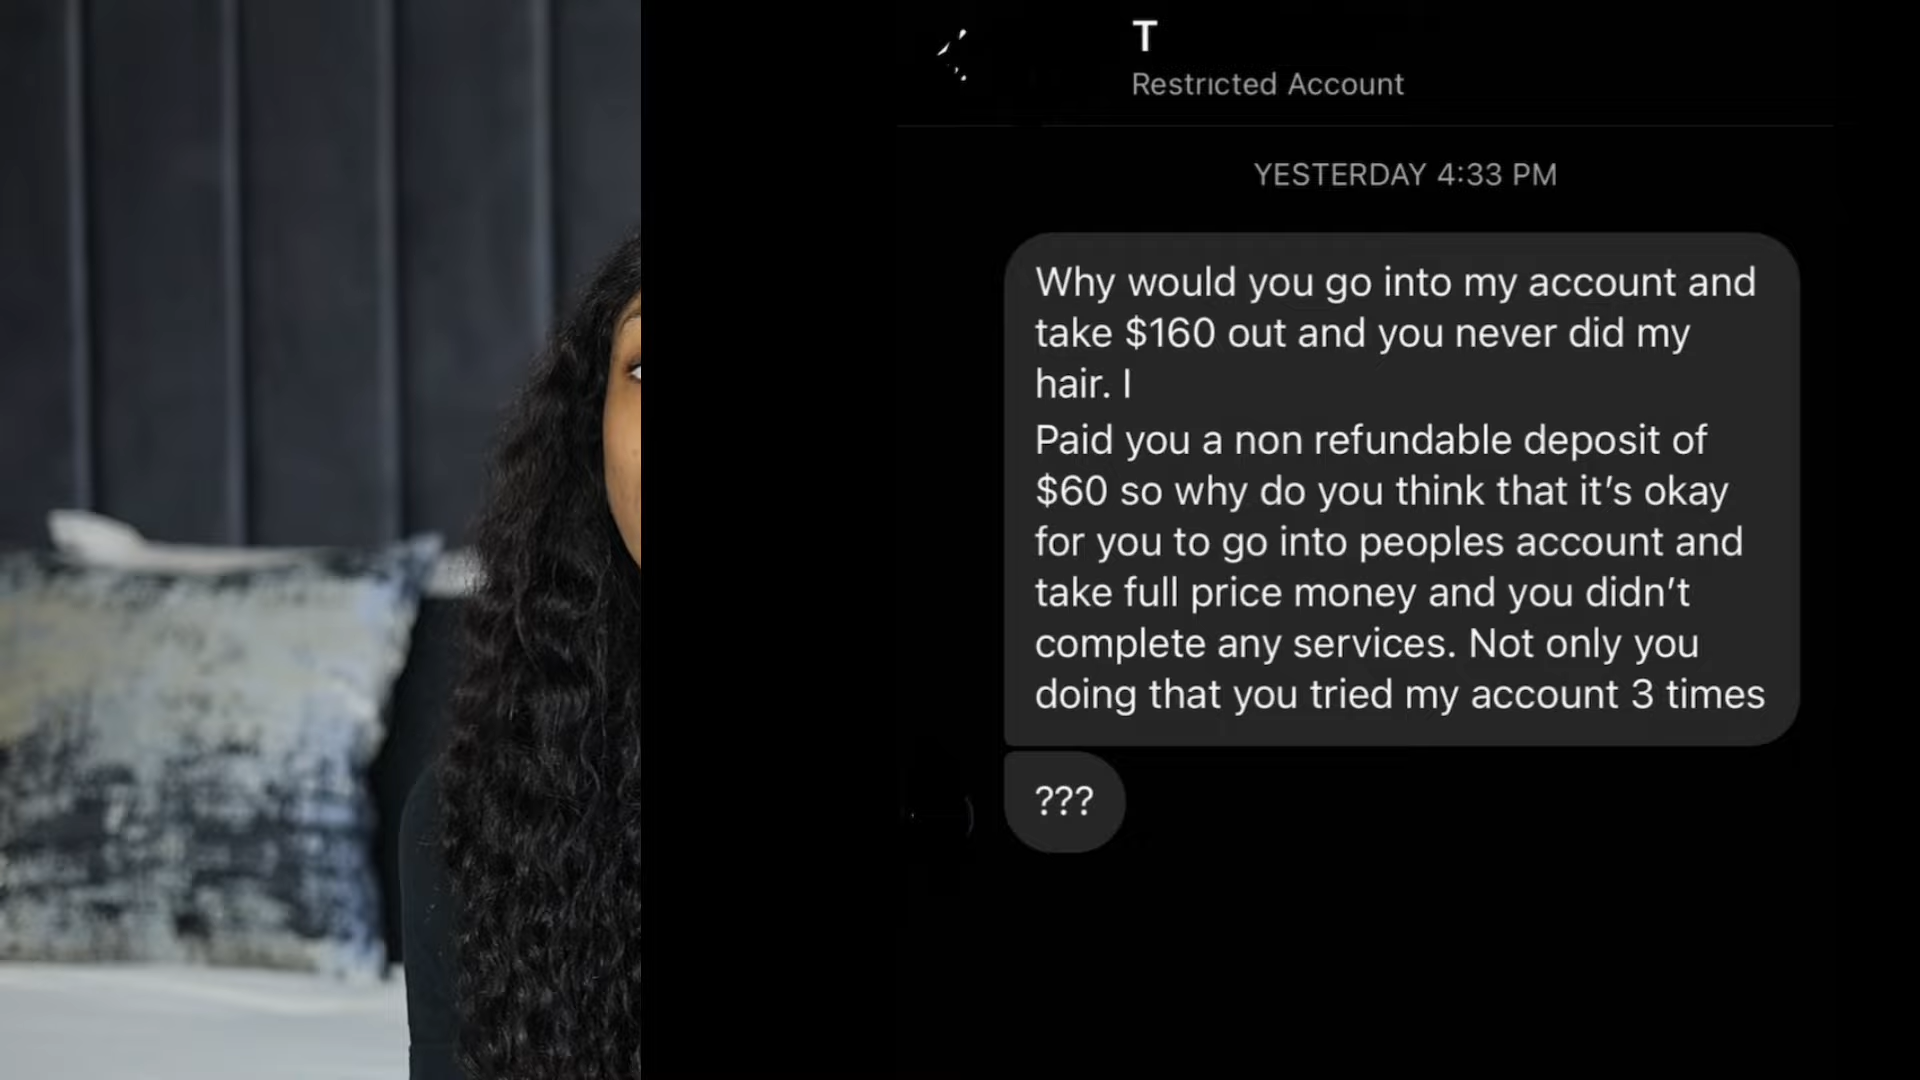 T
Restricted Account
YESTERDAY 4:33 PM
Why would you go into my account and
take $160 out and you never did my
hair. I
Paid you a non refundable deposit of
$60 so why do you think that it’s okay
for you to go into peoples account and
take full price money and you didn’t
complete any services. Not only you
doing that you tried my account 3 times
???